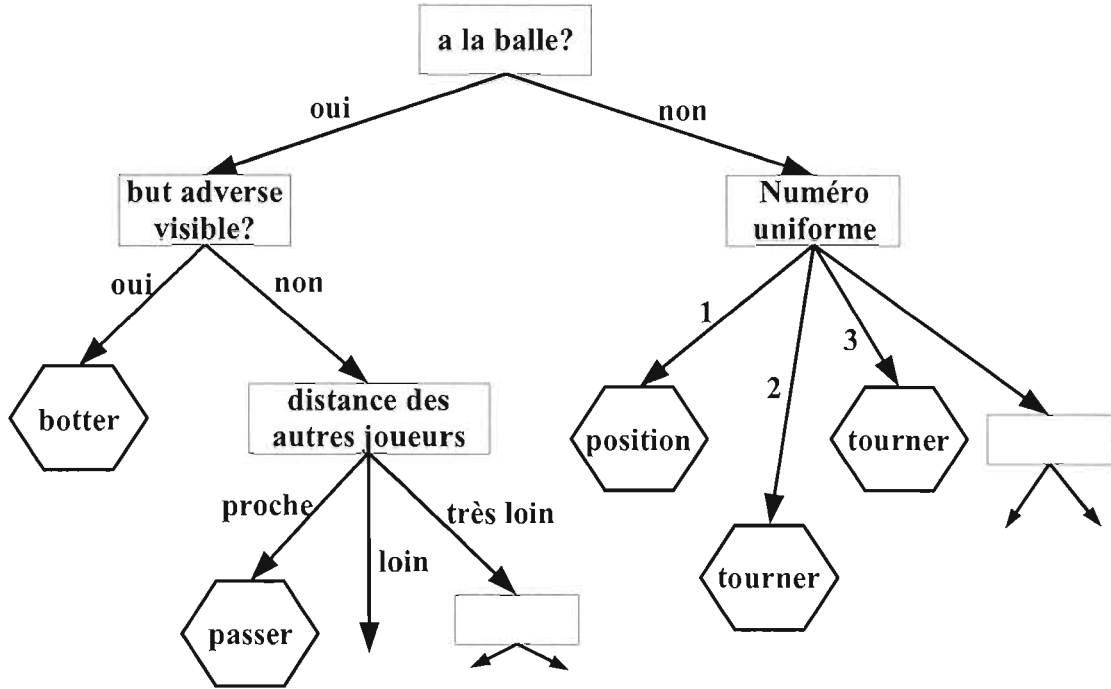 a la balle?
oui
non
but adverse
visible?
Numéro
uniforme
oui
non
1
2
3
botter
distance des
autres joueurs
position
tourner
proche
loin
très loin
tourner
passer